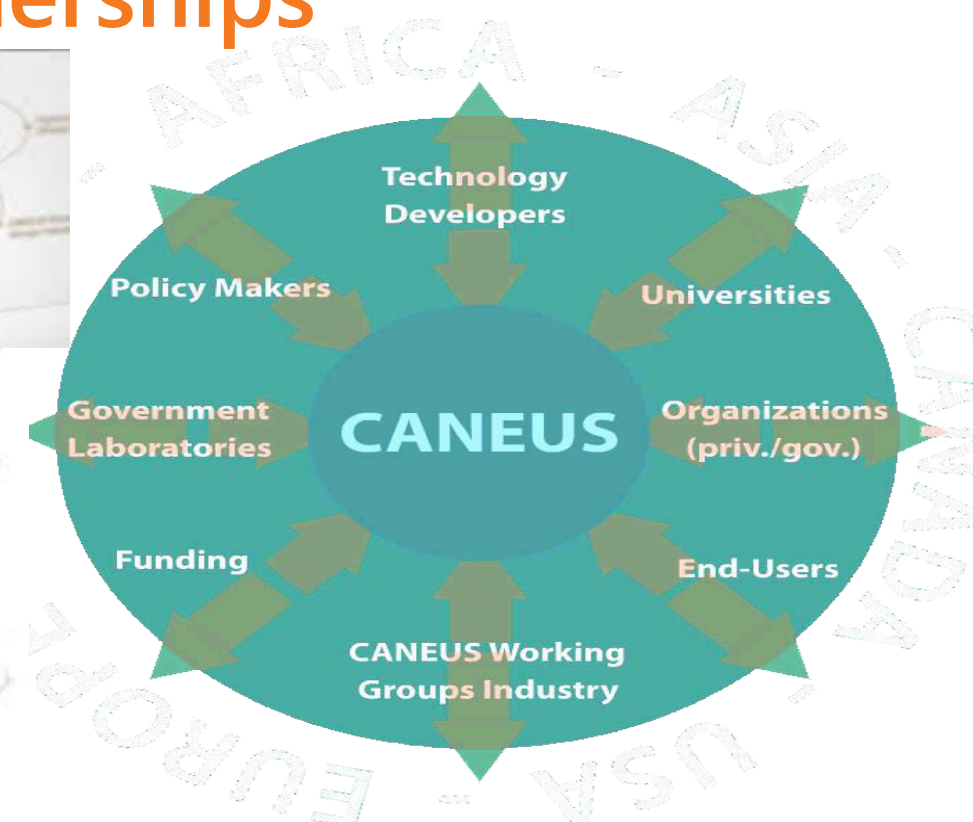 erships
- AFRICA - ASIA - CANADA - USA - EUROPE
Technology
Developers
Policy Makers
Universities
Government
Laboratories
CANEUS
Organizations
(priv./gov.)
Funding
End-Users
CANEUS Working
Groups Industry